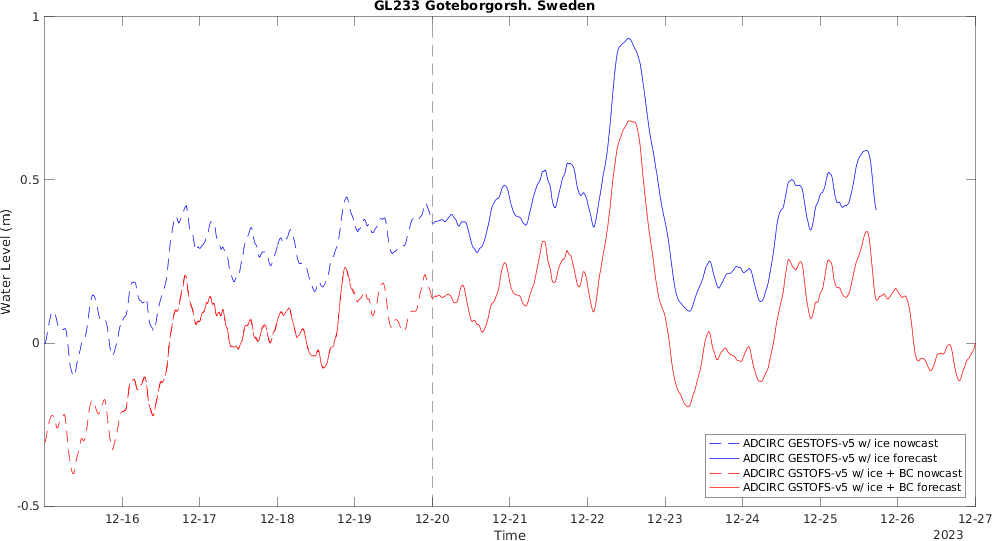 GL233 Goteborgorsh. Sweden
1
0.5
0
-0.5
Water Level (m)
12-16
12-17
12-18
12-19
12-20
12-21
12-22
12-23
12-24
12-25
12-26
12-27
Time
2023
ADCIRC GESTOFS-v5 w/ ice nowcast
ADCIRC GESTOFS-v5 w/ ice forecast
ADCIRC GSTOFS-v5 w/ ice + BC nowcast
ADCIRC GSTOFS-v5 w/ ice + BC forecast